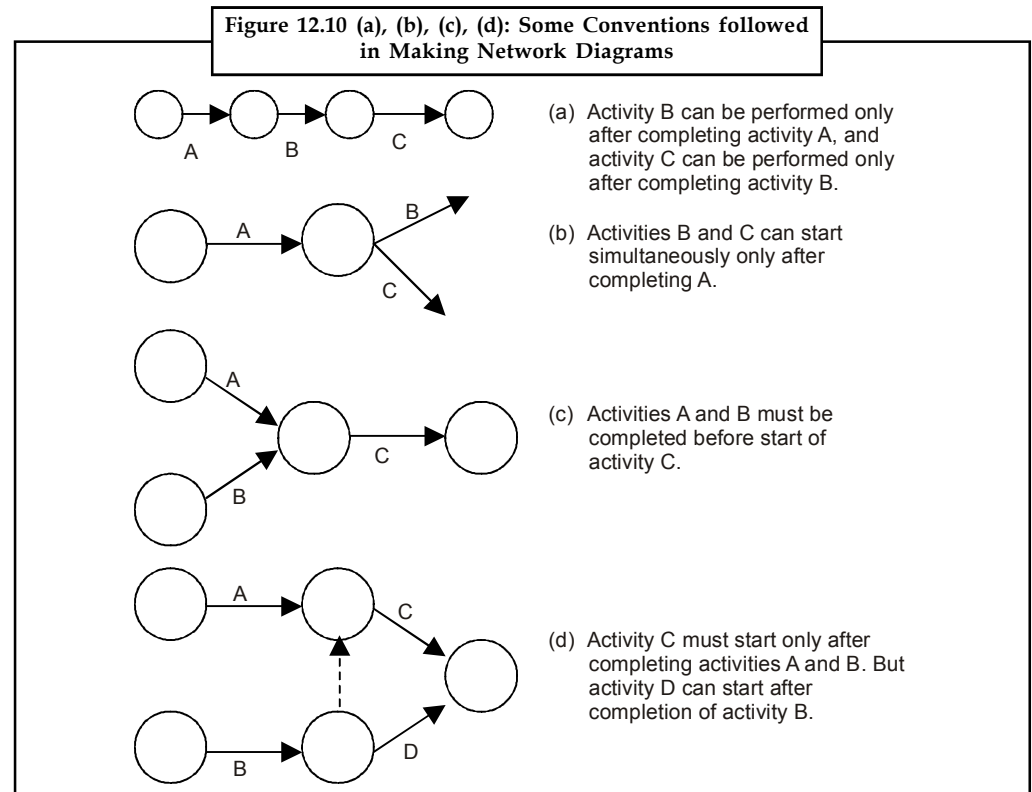 Figure 12.10 (a), (b), (c), (d): Some Conventions followed
in Making Network Diagrams
A
B
C
(a) Activity B can be performed only
after completing activity A, and
activity C can be performed only
after completing activity B.
A
B
C
(b) Activities B and C can start
simultaneously only after
completing A.
A
B
C
(c) Activities A and B must be
completed before start of
activity C.
A
C
B
D
(d) Activity C must start only after
completing activities A and B. But
activity D can start after
completion of activity B.